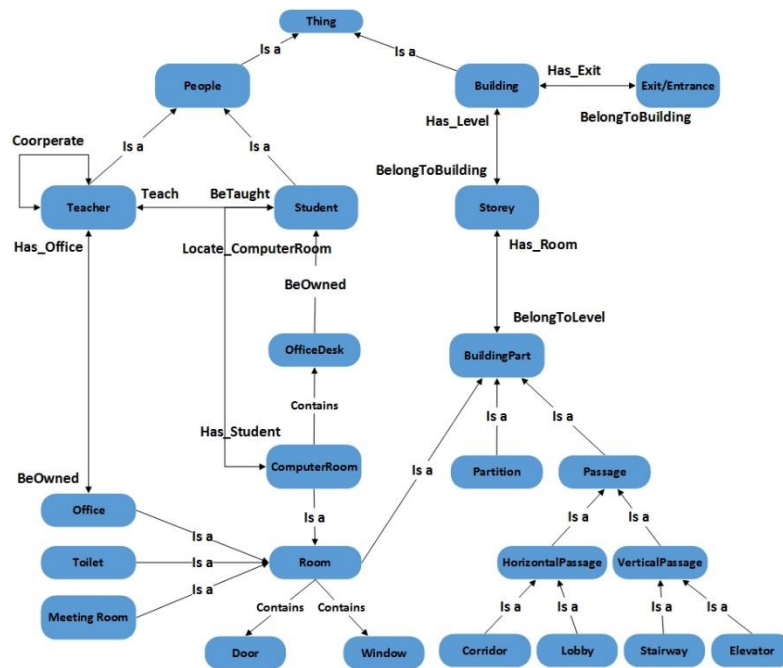 Thing
Is a
Is a
People
Building
Has_Exit
Exit/Entrance
BelongToBuilding
Has_Level
Coorperate
Is a
Is a
BelongToBuilding
Teacher
Teach
BeTaught
Student
Storey
Has_Office
Locate_ComputerRoom
Has_Room
BeOwned
BelongToLevel
OfficeDesk
BuildingPart
Contains
Is a
Is a
Has_Student
ComputerRoom
Is a
Partition
Passage
BeOwned
Office
Is a
Is a
Is a
Is a
Toilet
Is a
Room
HorizontalPassage
VerticalPassage
Is a
Meeting Room
Contains
Contains
Is a
Is a
Is a
Is a
Door
Window
Corridor
Lobby
Stairway
Elevator